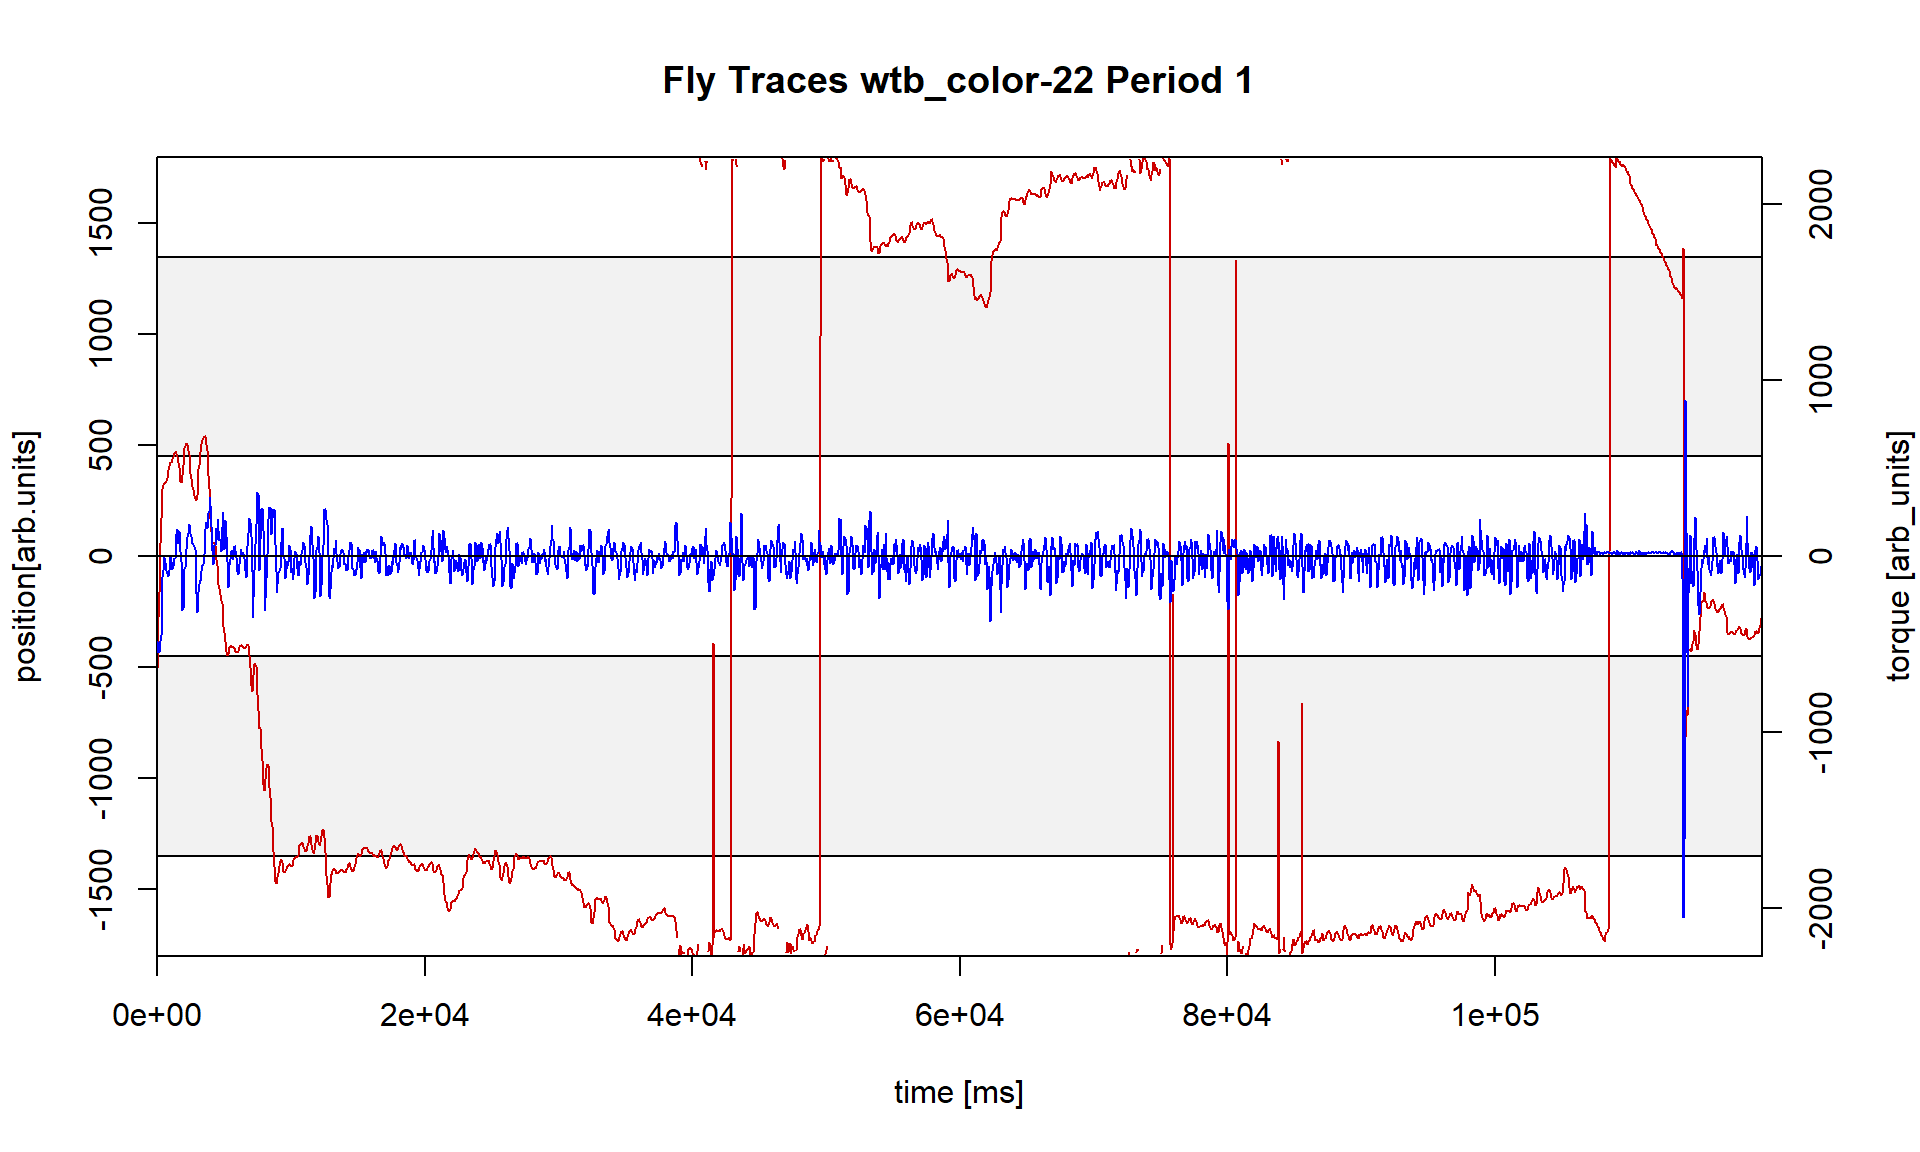 Fly Traces wtb_color-22 Period 1
position[arb.units]
1500
1000
500
0
-500
-1000
-1500
2000
1000
0
-1000
-2000
torque [arb_units]
0e+00 2e+04 4e+04 6e+04 8e+04 1e+05
time [ms]